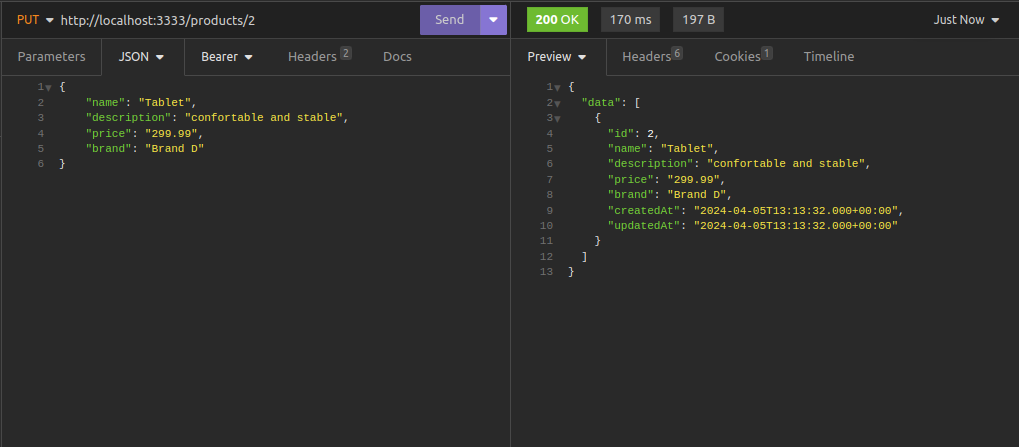 PUT http://localhost:3333/products/2 Send
Parameters JSON Bearer Headers 2 Docs
1 {
2 "name": "Tablet",
3 "description": "confortable and stable",
4 "price": "299.99",
5 "brand": "Brand D"
6 }
200 OK 170 ms 197 B Just Now
Preview Headers 6 Cookies 1 Timeline
1 {
2 "data": [
3 {
4 "id": 2,
5 "name": "Tablet",
6 "description": "confortable and stable",
7 "price": "299.99",
8 "brand": "Brand D",
9 "createdAt": "2024-04-05T13:13:32.000+00:00",
10 "updatedAt": "2024-04-05T13:13:32.000+00:00"
11 }
12 ]
13 }